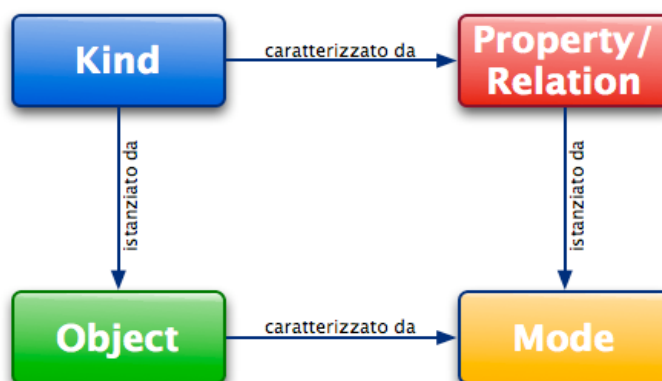 Kind
caratterizzato da
Property/
Relation
istanziato da
istanziato da
Object
caratterizzato da
Mode